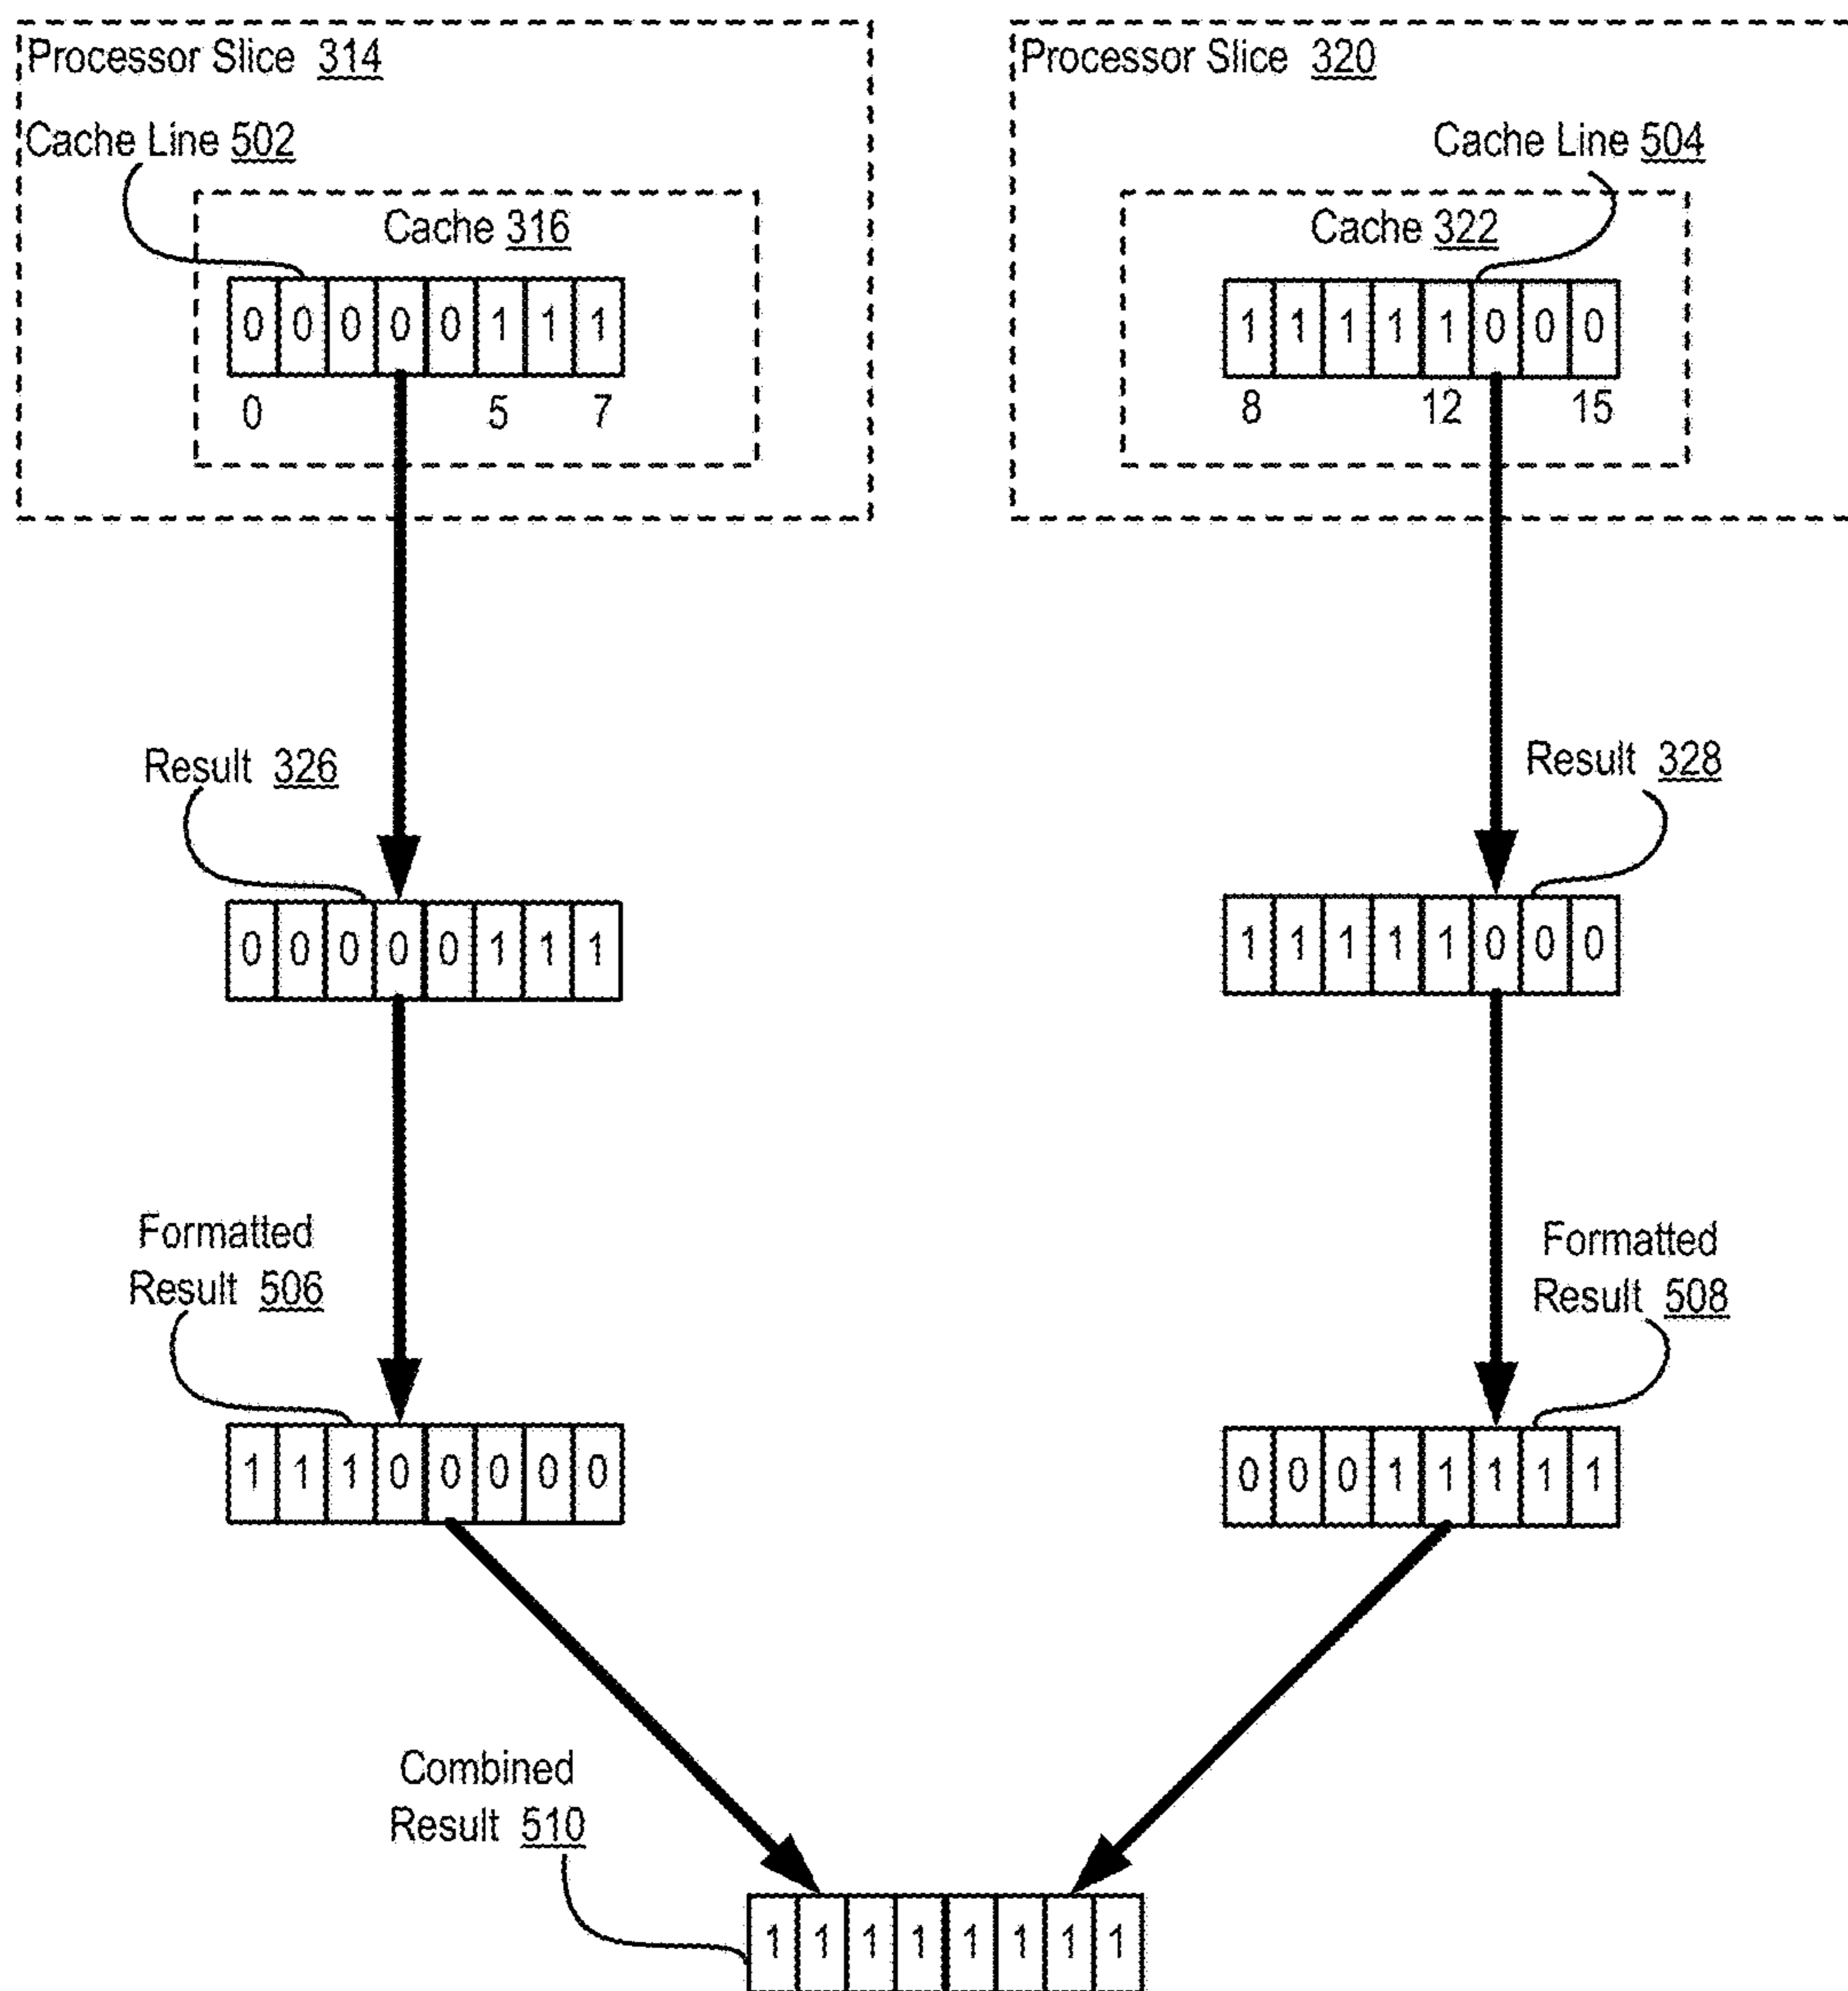 Processor Slice 314
Processor Slice 320
Cache Line 502
Cache Line 504
Cache 316
Cache 322
0 0 0 0 0 1 1 1
1 1 1 1 1 0 0 0
0 5 7
8 12 15
Result 326
Result 328
0 0 0 0 0 1 1 1
1 1 1 1 1 0 0 0
Formatted
Result 506
Formatted
Result 508
1 1 1 0 0 0 0 0
0 0 0 1 1 1 1 1
Combined
Result 510
1 1 1 1 1 1 1 1